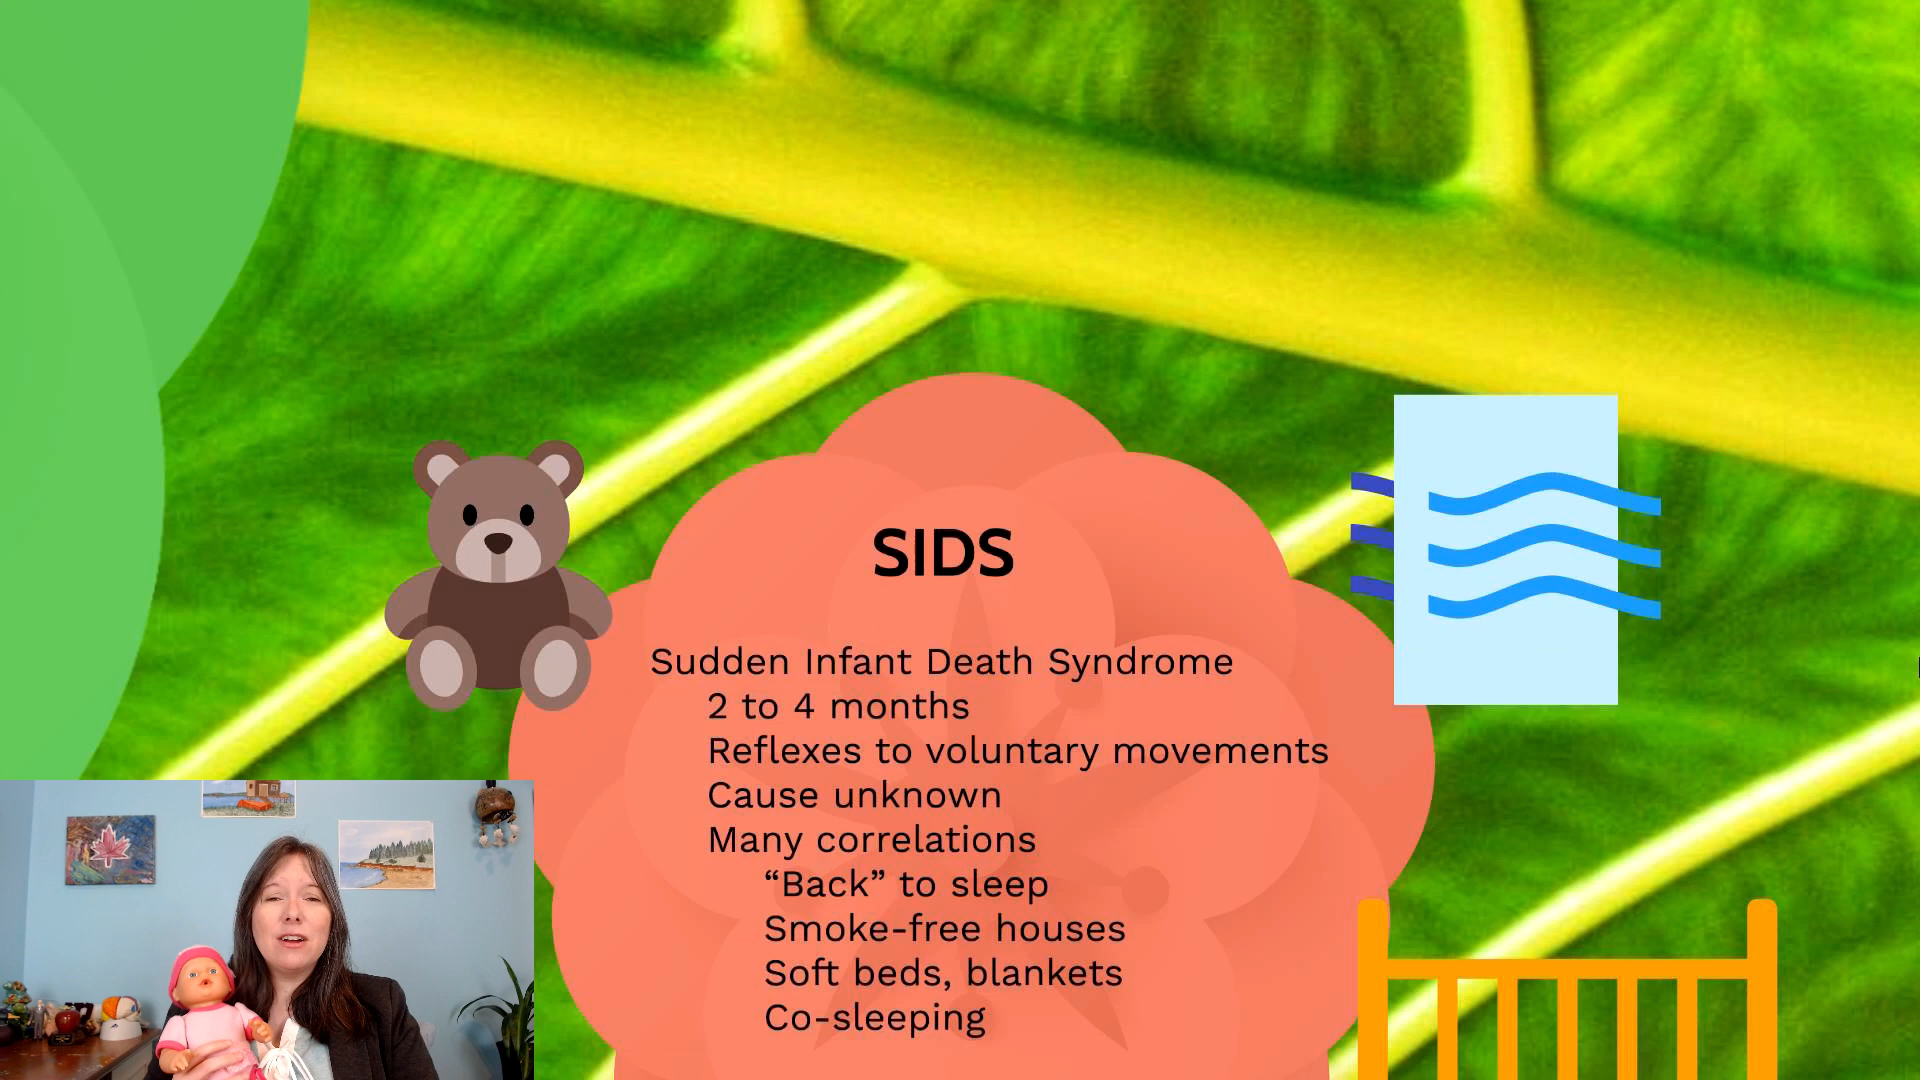 SIDS
Sudden Infant Death Syndrome
2 to 4 months
Reflexes to voluntary movements
Cause unknown
Many correlations
“Back” to sleep
Smoke-free houses
Soft beds, blankets
Co-sleeping